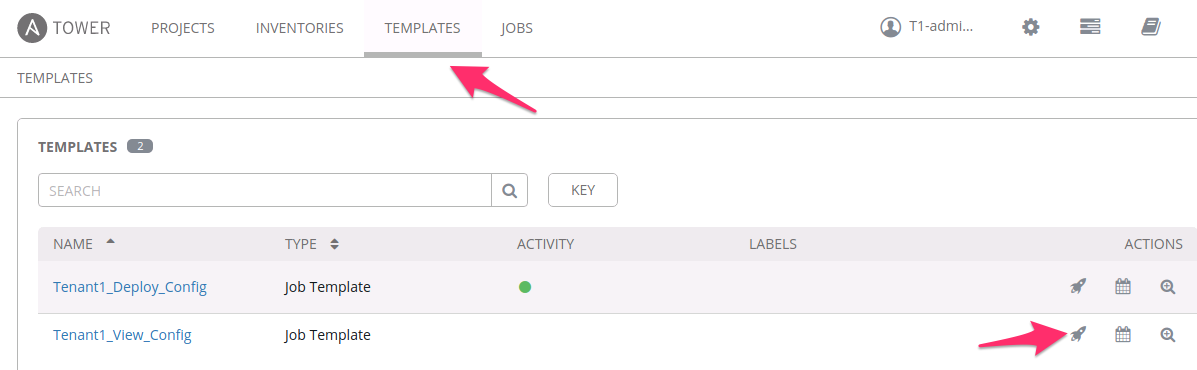 A TOWER PROJECTS INVENTORIES TEMPLATES JOBS T1-admi...
TEMPLATES
TEMPLATES 2
SEARCH KEY
NAME TYPE ACTIVITY LABELS ACTIONS
Tenant1_Deploy_Config Job Template
Tenant1_View_Config Job Template